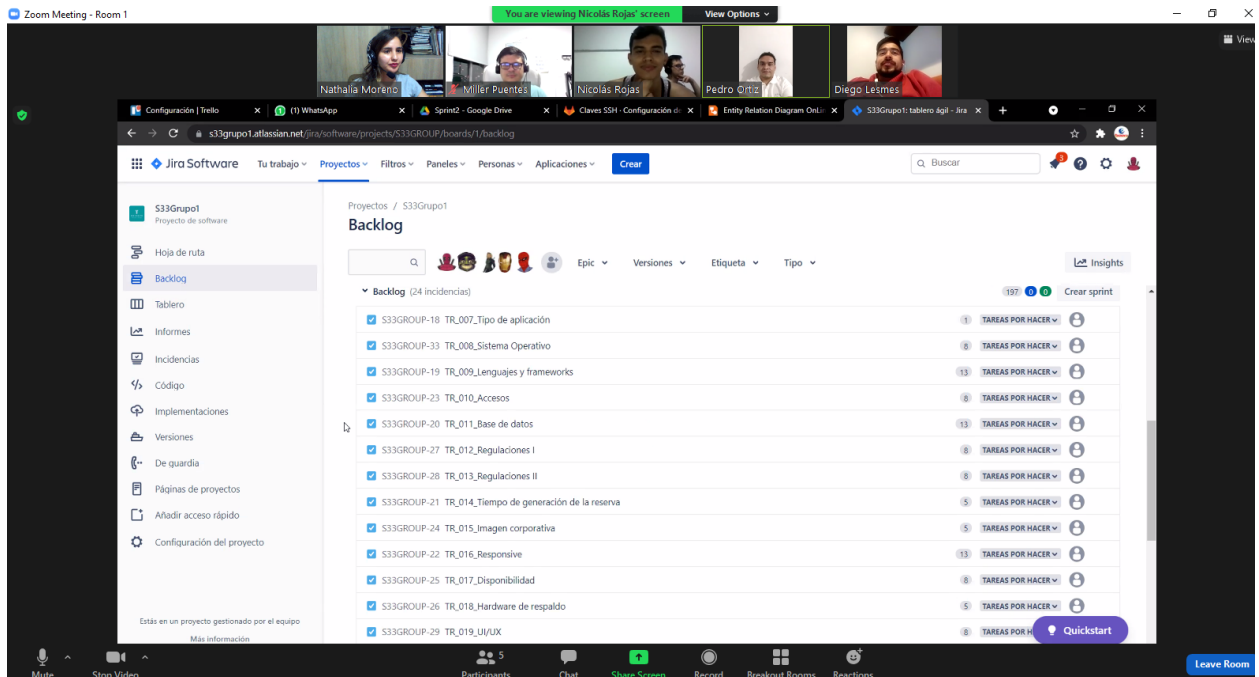 Zoom Meeting - Room 1
You are viewing Nicolás Rojas' screen
View Options
View
Nathalia Moreno
Miller Puentes
Nicolás Rojas
Pedro Ortiz
Diego Lesmes
Configuración | Trello
(1) WhatsApp
Sprint2 - Google Drive
Claves SSH · Configuración de
Entity Relation Diagram OnLin
S33Grupo1: tablero ágil - Jira
s33grupo1.atlassian.net/jira/software/projects/S33GROUP/boards/1/backlog
Jira Software
Tu trabajo
Proyectos
Filtros
Paneles
Personas
Aplicaciones
Crear
Buscar
3
S33Grupo1
Proyecto de software
Hoja de ruta
Backlog
Tablero
Informes
Incidencias
Código
Implementaciones
Versiones
De guardia
Páginas de proyectos
Añadir acceso rápido
Configuración del proyecto
Estás en un proyecto gestionado por el equipo
Más información
Proyectos / S33Grupo1
Backlog
Epic
Versiones
Etiqueta
Tipo
Insights
Backlog (24 incidencias) 197 0 0 Crear sprint
S33GROUP-18 TR_007_Tipo de aplicación 1 TAREAS POR HACER
S33GROUP-33 TR_008_Sistema Operativo 8 TAREAS POR HACER
S33GROUP-19 TR_009_Lenguajes y frameworks 13 TAREAS POR HACER
S33GROUP-23 TR_010_Accesos 8 TAREAS POR HACER
S33GROUP-20 TR_011_Base de datos 13 TAREAS POR HACER
S33GROUP-27 TR_012_Regulaciones I 8 TAREAS POR HACER
S33GROUP-28 TR_013_Regulaciones II 8 TAREAS POR HACER
S33GROUP-21 TR_014_Tiempo de generación de la reserva 5 TAREAS POR HACER
S33GROUP-24 TR_015_Imagen corporativa 5 TAREAS POR HACER
S33GROUP-22 TR_016_Responsive 13 TAREAS POR HACER
S33GROUP-25 TR_017_Disponibilidad 8 TAREAS POR HACER
S33GROUP-26 TR_018_Hardware de respaldo 5 TAREAS POR HACER
S33GROUP-29 TR_019_UI/UX 8 TAREAS POR H
Quickstart
Mute
Stop Video
Participants 5
Chat
Share Screen
Record
Breakout Rooms
Reactions
Leave Room